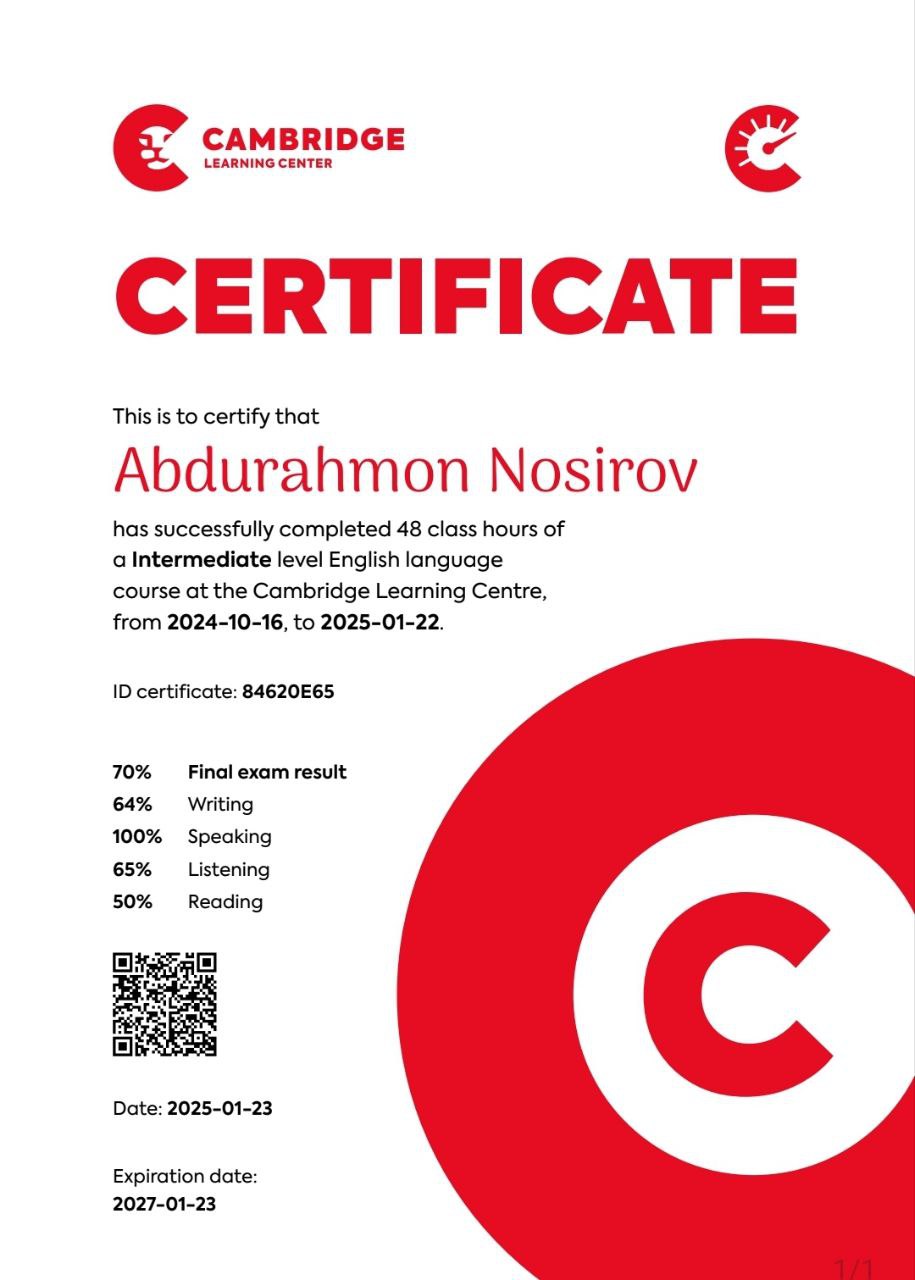 CAMBRIDGE
LEARNING CENTER
CERTIFICATE
This is to certify that
Abdurahmon Nosirov
has successfully completed 48 class hours of
a Intermediate level English language
course at the Cambridge Learning Centre,
from 2024-10-16, to 2025-01-22.
ID certificate: 84620E65
70% Final exam result
64% Writing
100% Speaking
65% Listening
50% Reading
Date: 2025-01-23
Expiration date:
2027-01-23
1/1